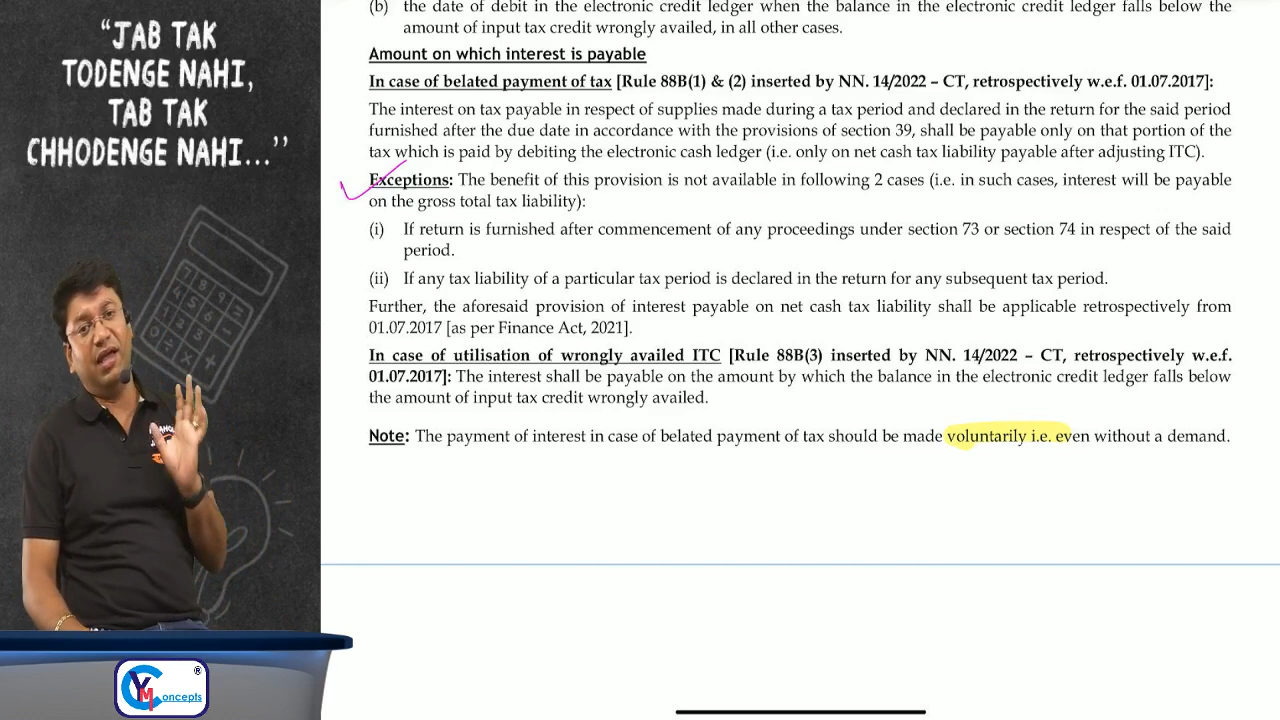 “JAB TAK
TODENGE NAHI,
TAB TAK
CHHODENGE NAHI...’’
(b) the date of debit in the electronic credit ledger when the balance in the electronic credit ledger falls below the
amount of input tax credit wrongly availed, in all other cases.
Amount on which interest is payable
In case of belated payment of tax [Rule 88B(1) & (2) inserted by NN. 14/2022 – CT, retrospectively w.e.f. 01.07.2017]:
The interest on tax payable in respect of supplies made during a tax period and declared in the return for the said period
furnished after the due date in accordance with the provisions of section 39, shall be payable only on that portion of the
tax which is paid by debiting the electronic cash ledger (i.e. only on net cash tax liability payable after adjusting ITC).
Exceptions: The benefit of this provision is not available in following 2 cases (i.e. in such cases, interest will be payable
on the gross total tax liability):
(i) If return is furnished after commencement of any proceedings under section 73 or section 74 in respect of the said
period.
(ii) If any tax liability of a particular tax period is declared in the return for any subsequent tax period.
Further, the aforesaid provision of interest payable on net cash tax liability shall be applicable retrospectively from
01.07.2017 [as per Finance Act, 2021].
In case of utilisation of wrongly availed ITC [Rule 88B(3) inserted by NN. 14/2022 – CT, retrospectively w.e.f.
01.07.2017]: The interest shall be payable on the amount by which the balance in the electronic credit ledger falls below
the amount of input tax credit wrongly availed.
Note: The payment of interest in case of belated payment of tax should be made voluntarily i.e. even without a demand.
YMConcepts ®